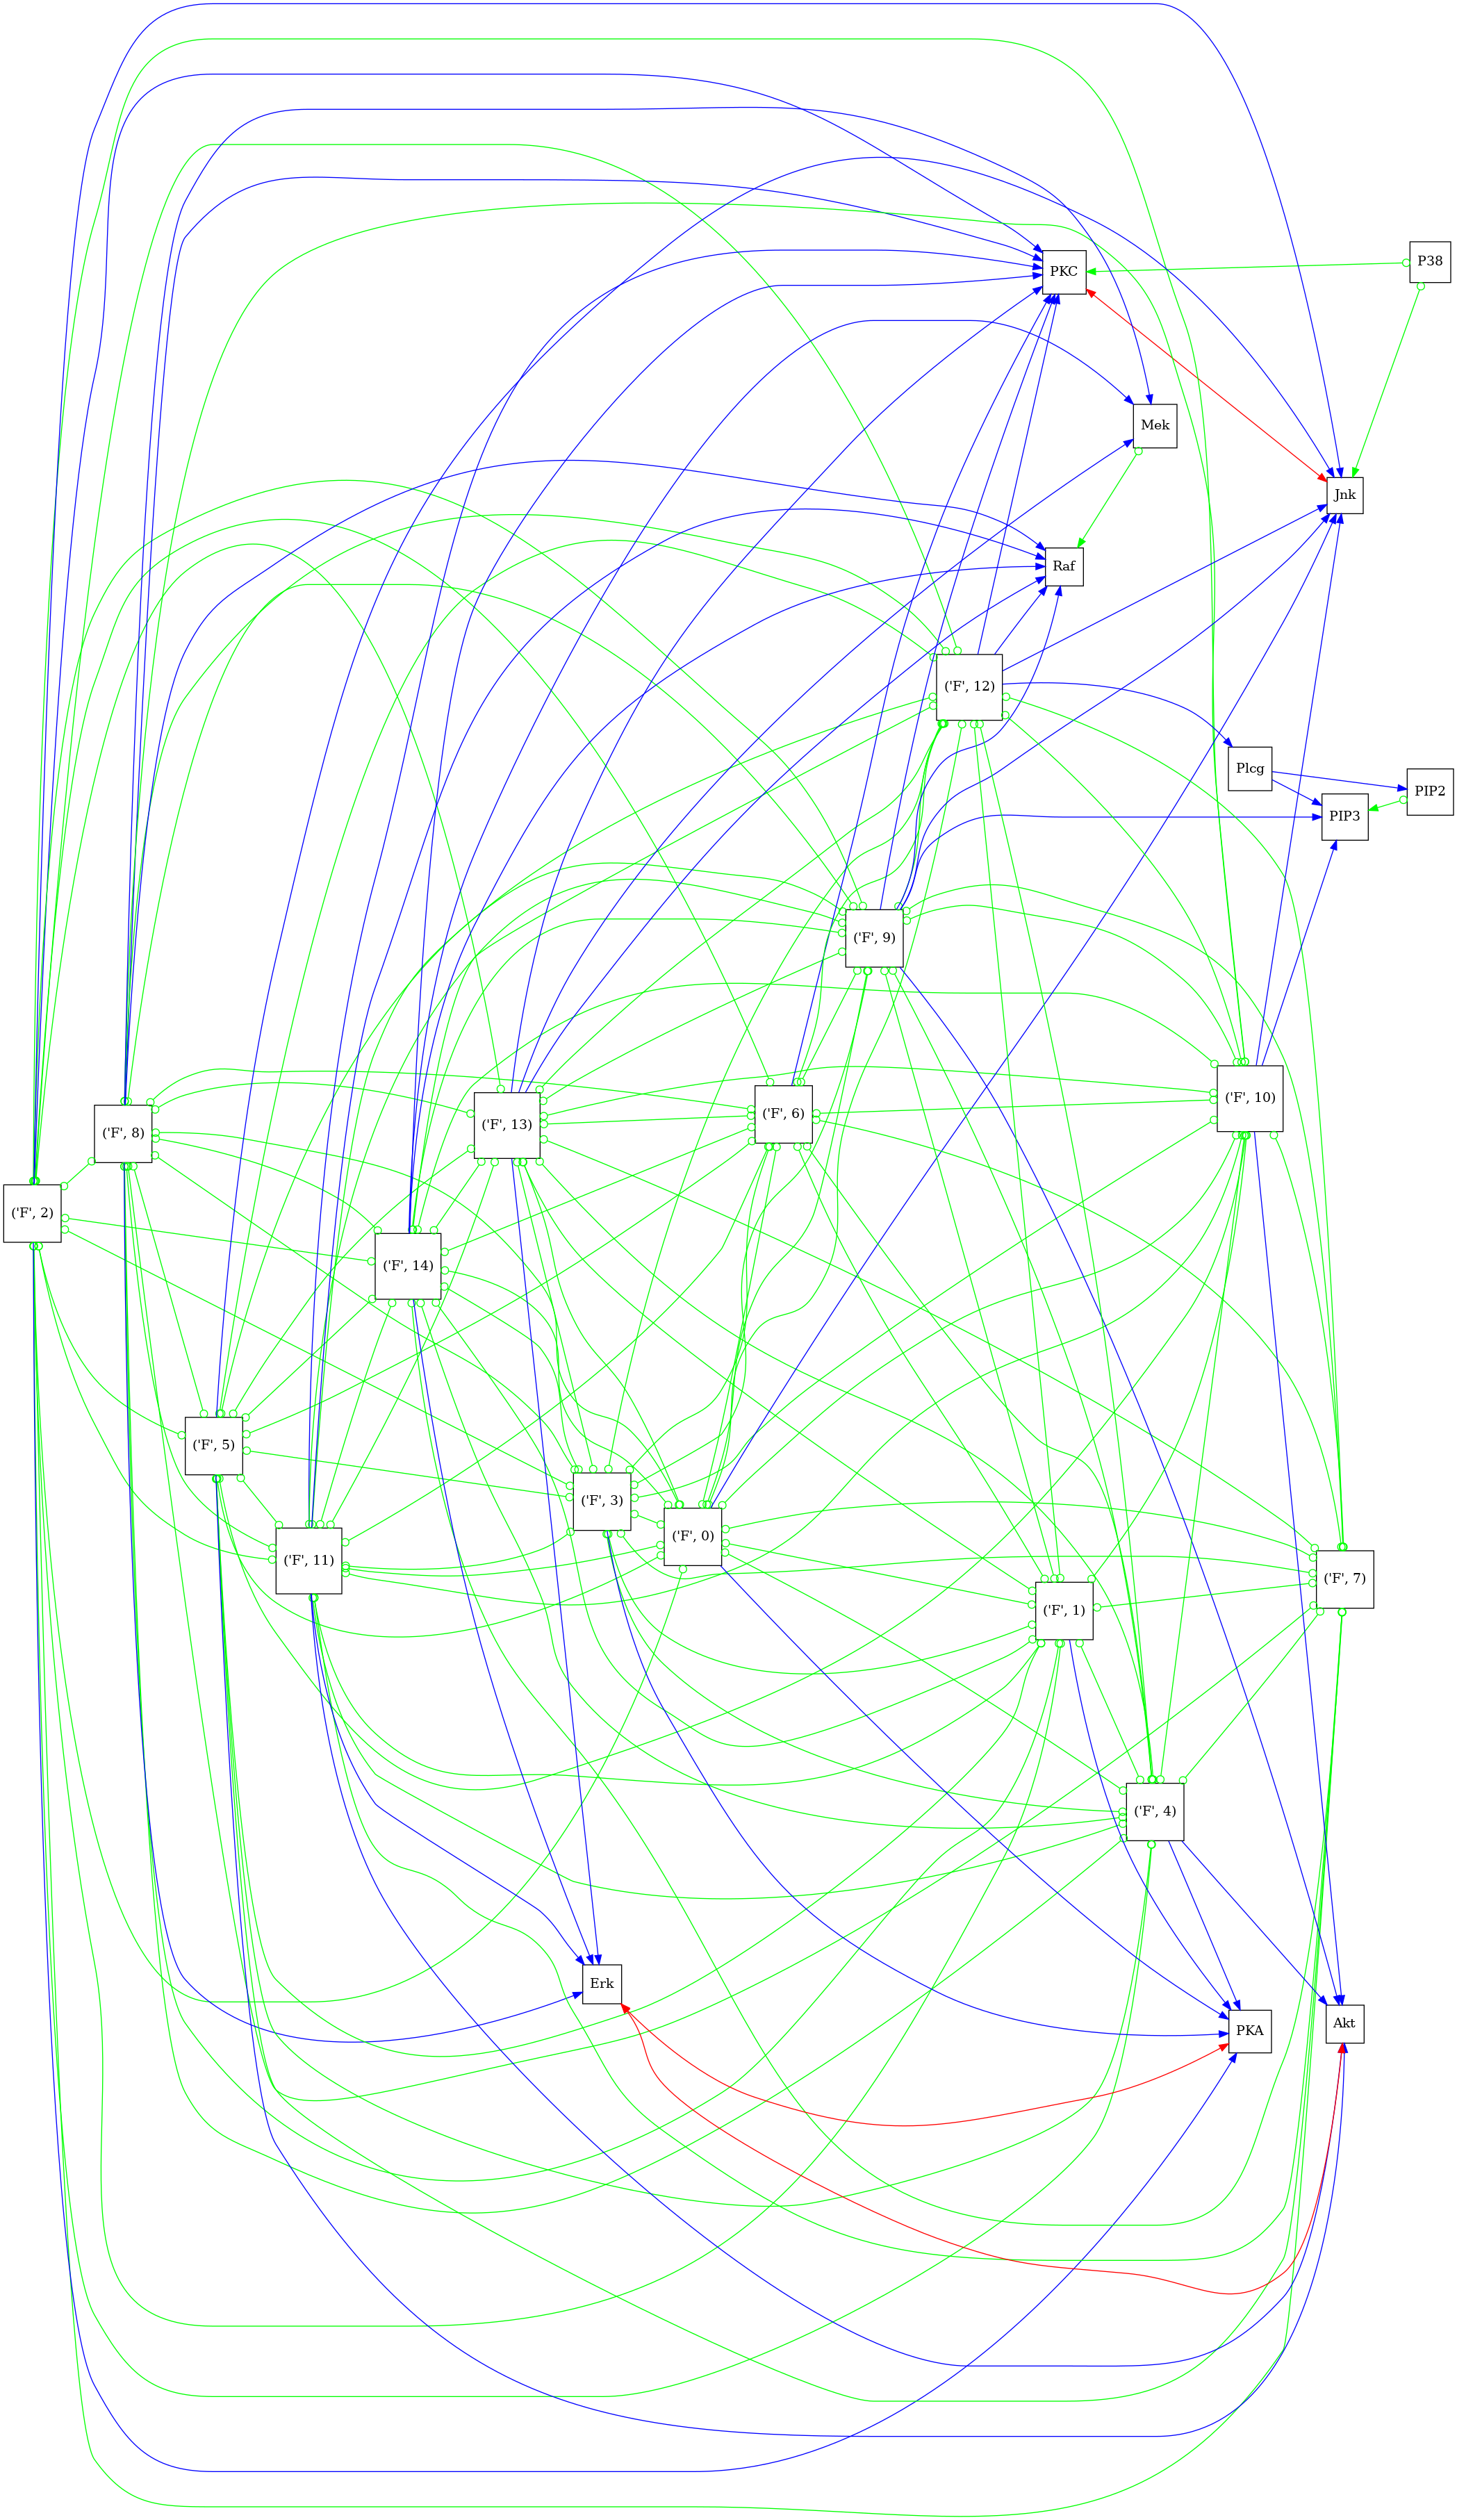 P38
PKC
Mek
Jnk
Raf
('F', 12)
Plcg
PIP2
PIP3
('F', 9)
('F', 10)
('F', 6)
('F', 13)
('F', 8)
('F', 2)
('F', 14)
('F', 5)
('F', 3)
('F', 0)
('F', 11)
('F', 7)
('F', 1)
('F', 4)
Erk
Akt
PKA